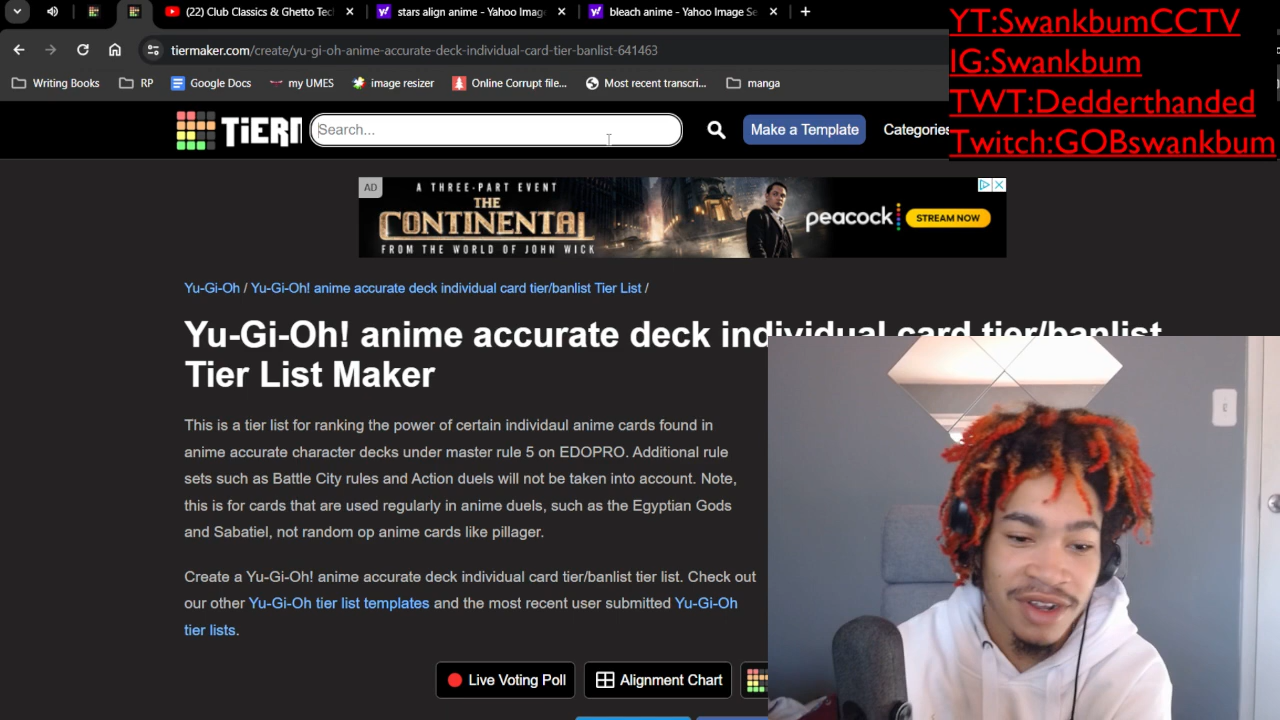 (22) Club Classics & Ghetto Tec
stars align anime - Yahoo Imag
bleach anime - Yahoo Image Se
tiermaker.com/create/yu-gi-oh-anime-accurate-deck-individual-card-tier-banlist-641463
Writing Books
RP
Google Docs
my UMES
image resizer
Online Corrupt file...
Most recent transcri...
manga
YT:SwankbumCCTV
IG:Swankbum
TWT:Dedderthanded
Twitch:GOBswankbum
TiER
Search...
Make a Template
Categories
AD
A THREE-PART EVENT
THE
CONTINENTAL
FROM THE WORLD OF JOHN WICK
peacock
STREAM NOW
Yu-Gi-Oh / Yu-Gi-Oh! anime accurate deck individual card tier/banlist Tier List /
Yu-Gi-Oh! anime accurate deck individual card tier/banlist
Tier List Maker
This is a tier list for ranking the power of certain individaul anime cards found in
anime accurate character decks under master rule 5 on EDOPRO. Additional rule
sets such as Battle City rules and Action duels will not be taken into account. Note,
this is for cards that are used regularly in anime duels, such as the Egyptian Gods
and Sabatiel, not random op anime cards like pillager.
Create a Yu-Gi-Oh! anime accurate deck individual card tier/banlist tier list. Check out
our other Yu-Gi-Oh tier list templates and the most recent user submitted Yu-Gi-Oh
tier lists.
Live Voting Poll
Alignment Chart